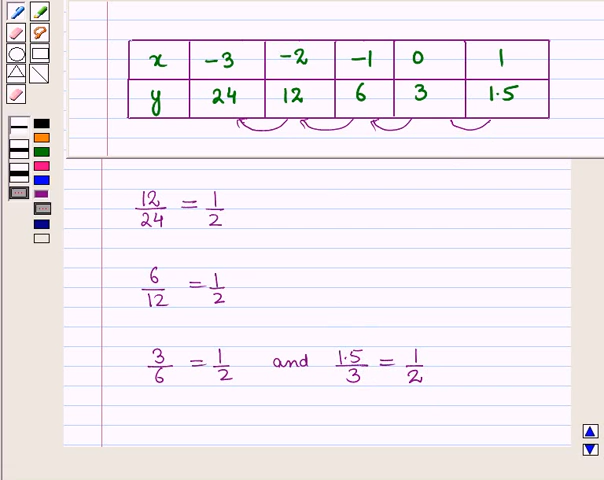 x -3 -2 -1 0 1
y 24 12 6 3 1.5
12/24 = 1/2
6/12 = 1/2
3/6 = 1/2 and 1.5/3 = 1/2